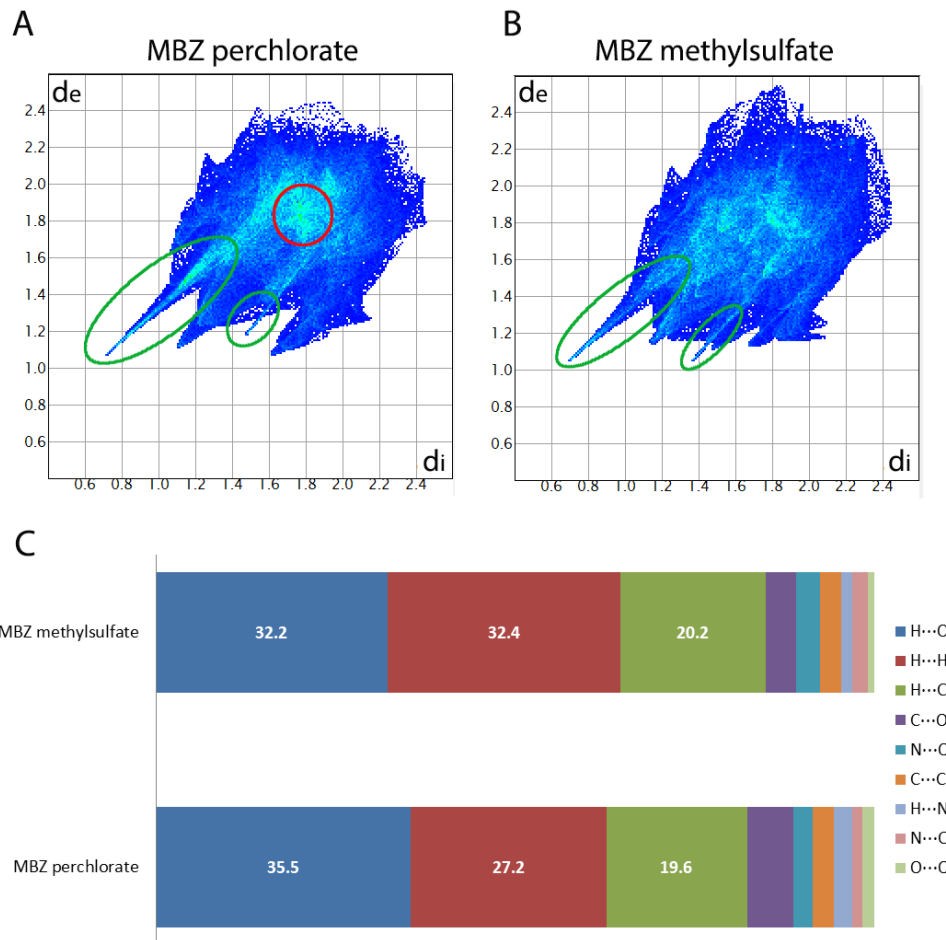 A
MBZ perchlorate
de
2.4
2.2
2.0
1.8
1.6
1.4
1.2
1.0
0.8
0.6
di
0.6 0.8 1.0 1.2 1.4 1.6 1.8 2.0 2.2 2.4
B
MBZ methylsulfate
de
2.4
2.2
2.0
1.8
1.6
1.4
1.2
1.0
0.8
0.6
di
0.6 0.8 1.0 1.2 1.4 1.6 1.8 2.0 2.2 2.4
C
MBZ methylsulfate
32.2 32.4 20.2
MBZ perchlorate
35.5 27.2 19.6
H···O
H···H
H···C
C···O
N···O
C···C
H···N
N···C
O···O